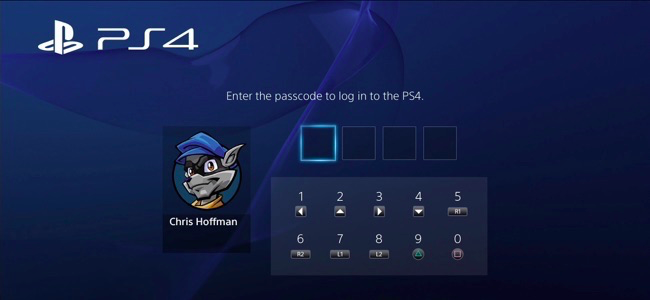 PS4
Enter the passcode to log in to the PS4.
Chris Hoffman
1 2 3 4 5
R1
6 7 8 9 0
R2 L1 L2